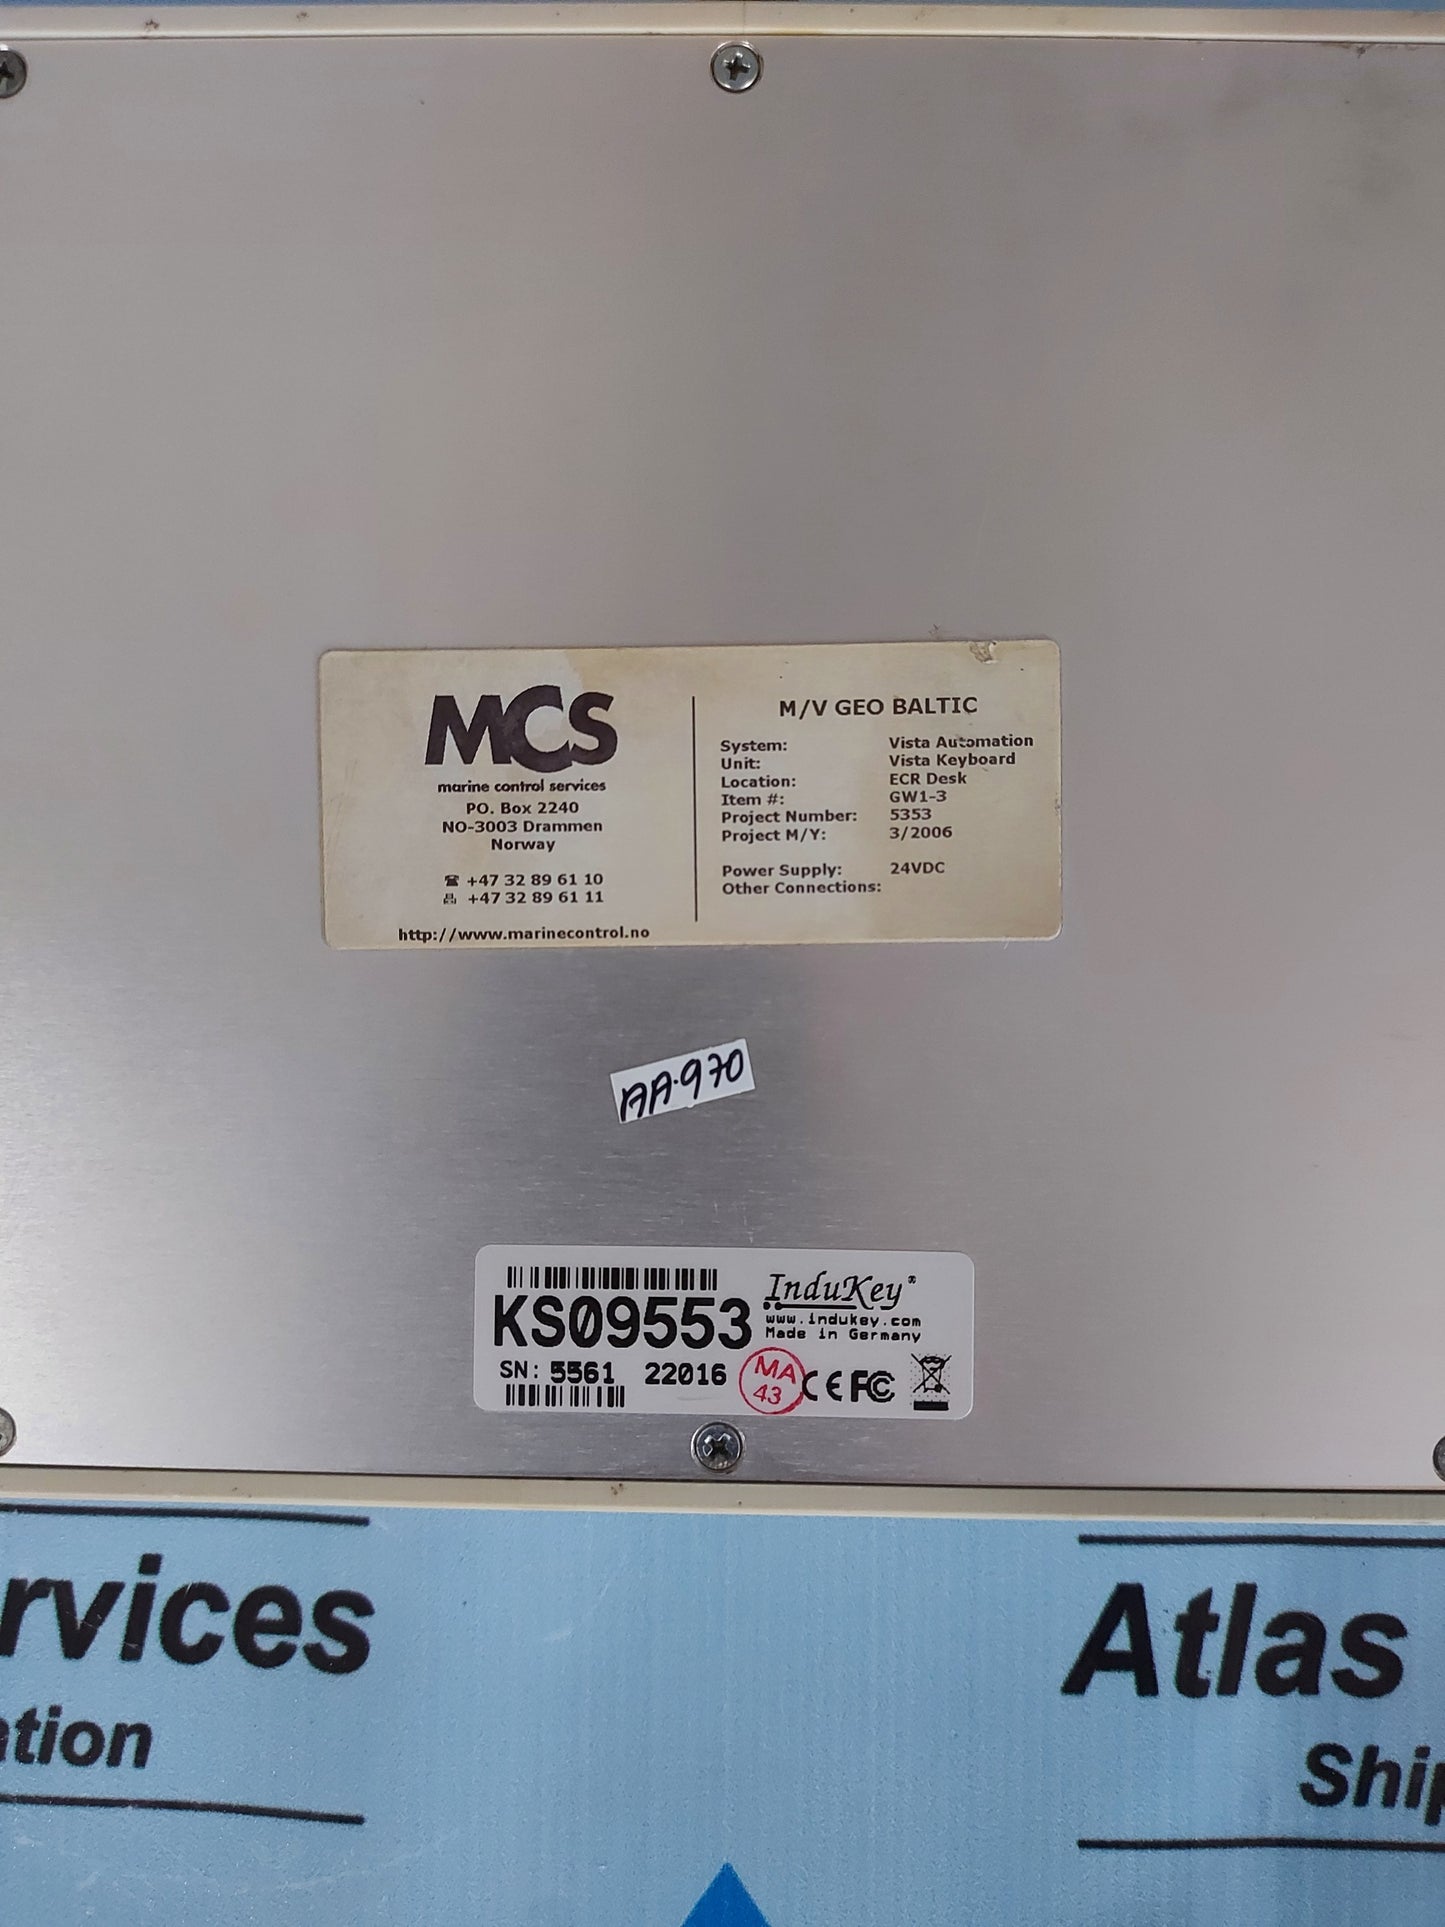 MCS
marine control services
PO. Box 2240
NO-3003 Drammen
Norway
+47 32 89 61 10
+47 32 89 61 11
http://www.marinecontrol.no
M/V GEO BALTIC
System: Vista Automation
Unit: Vista Keyboard
Location: ECR Desk
Item #: GW1-3
Project Number: 5353
Project M/Y: 3/2006
Power Supply: 24VDC
Other Connections:
AA-970
KS09553
InduKey®
www.indukey.com
Made in Germany
SN: 5561 22016
MA
43
CE FC
rvices
ation
Atlas
Ship